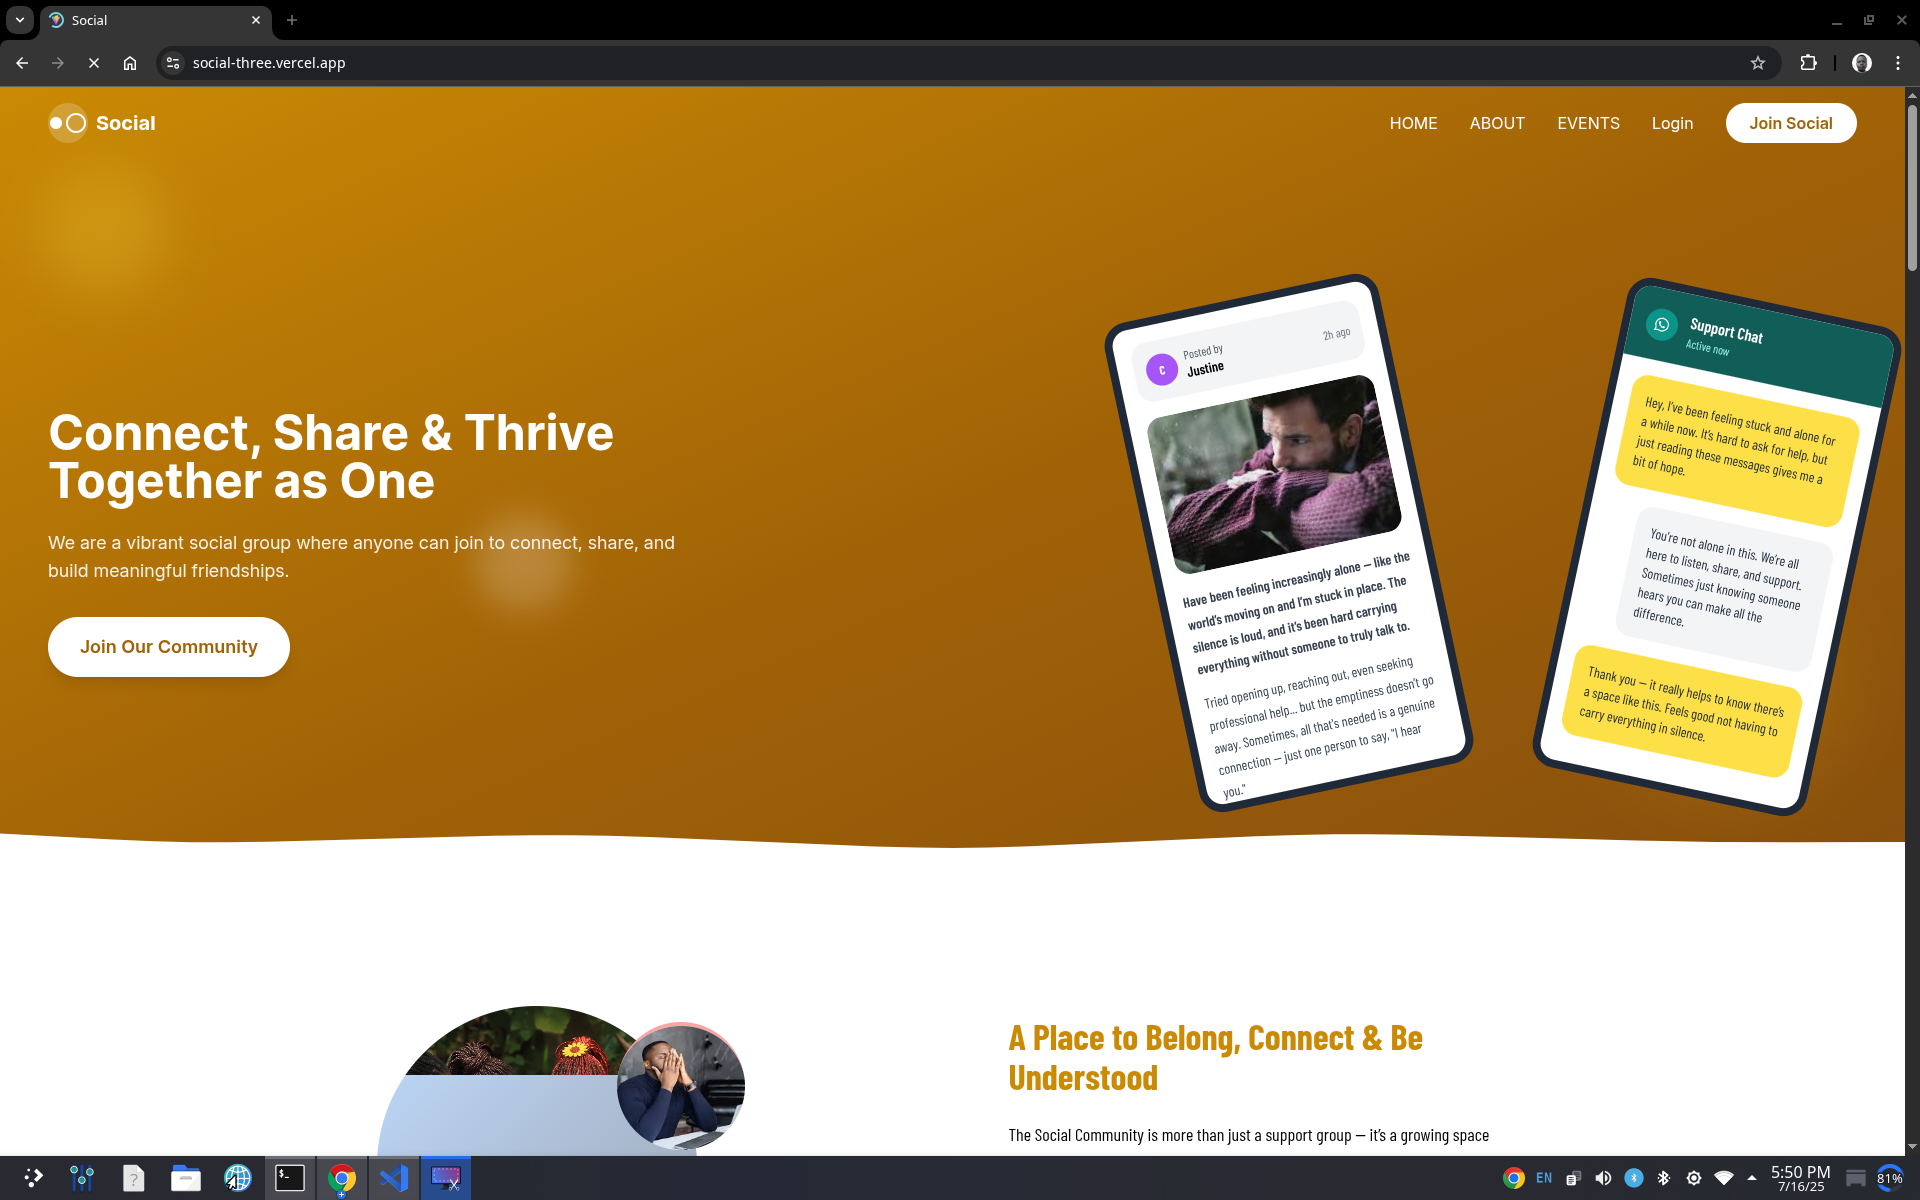 Social
social-three.vercel.app
Social
HOME
ABOUT
EVENTS
Login
Join Social
Connect, Share & Thrive
Together as One
We are a vibrant social group where anyone can join to connect, share, and
build meaningful friendships.
Join Our Community
C
Posted by
Justine
2h ago
Have been feeling increasingly alone — like the
world's moving on and I'm stuck in place. The
silence is loud, and it's been hard carrying
everything without someone to truly talk to.
Tried opening up, reaching out, even seeking
professional help... but the emptiness doesn't go
away. Sometimes, all that's needed is a genuine
connection — just one person to say, "I hear
you."
Support Chat
Active now
Hey, I've been feeling stuck and alone for
a while now. It's hard to ask for help, but
just reading these messages gives me a
bit of hope.
You're not alone in this. We're all
here to listen, share, and support.
Sometimes just knowing someone
hears you can make all the
difference.
Thank you — it really helps to know there's
a space like this. Feels good not having to
carry everything in silence.
A Place to Belong, Connect & Be
Understood
The Social Community is more than just a support group — it's a growing space
EN
5:50 PM
7/16/25
81%